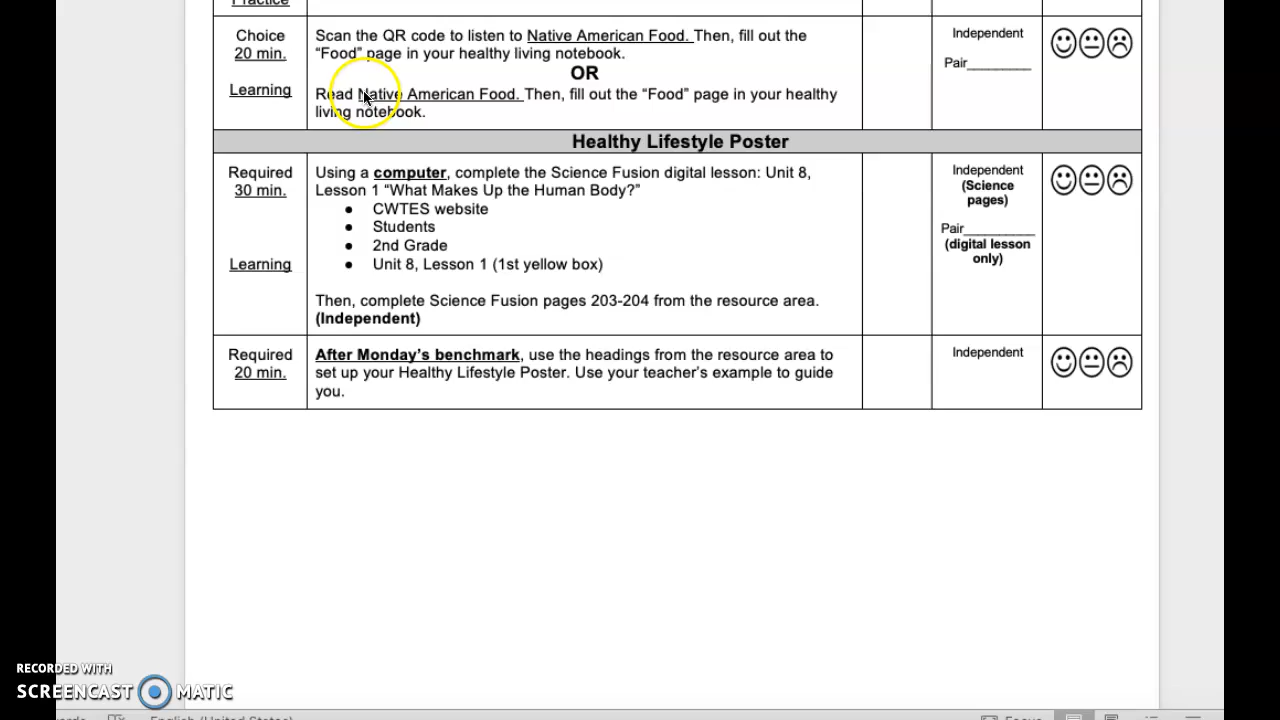 Practice
Choice
20 min.
Learning
Scan the QR code to listen to Native American Food. Then, fill out the
“Food” page in your healthy living notebook.
OR
Read Native American Food. Then, fill out the “Food” page in your healthy
living notebook.
Independent
Pair_________
Healthy Lifestyle Poster
Required
30 min.
Learning
Using a computer, complete the Science Fusion digital lesson: Unit 8,
Lesson 1 “What Makes Up the Human Body?”
● CWTES website
● Students
● 2nd Grade
● Unit 8, Lesson 1 (1st yellow box)
Then, complete Science Fusion pages 203-204 from the resource area.
(Independent)
Independent
(Science
pages)
Pair__________
(digital lesson
only)
Required
20 min.
After Monday’s benchmark, use the headings from the resource area to
set up your Healthy Lifestyle Poster. Use your teacher’s example to guide
you.
Independent
RECORDED WITH
SCREENCAST MATIC
English (United States)
Focus